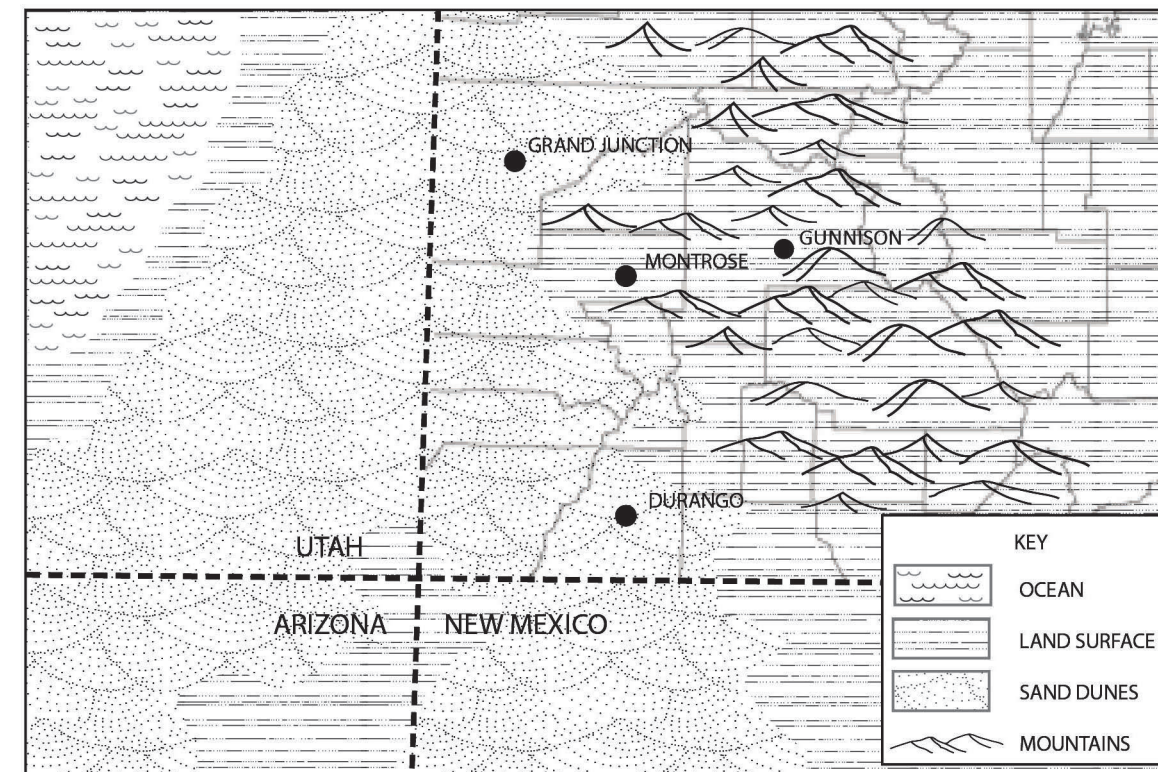 GRAND JUNCTION
GUNNISON
MONTROSE
DURANGO
UTAH
ARIZONA
NEW MEXICO
KEY
OCEAN
LAND SURFACE
SAND DUNES
MOUNTAINS